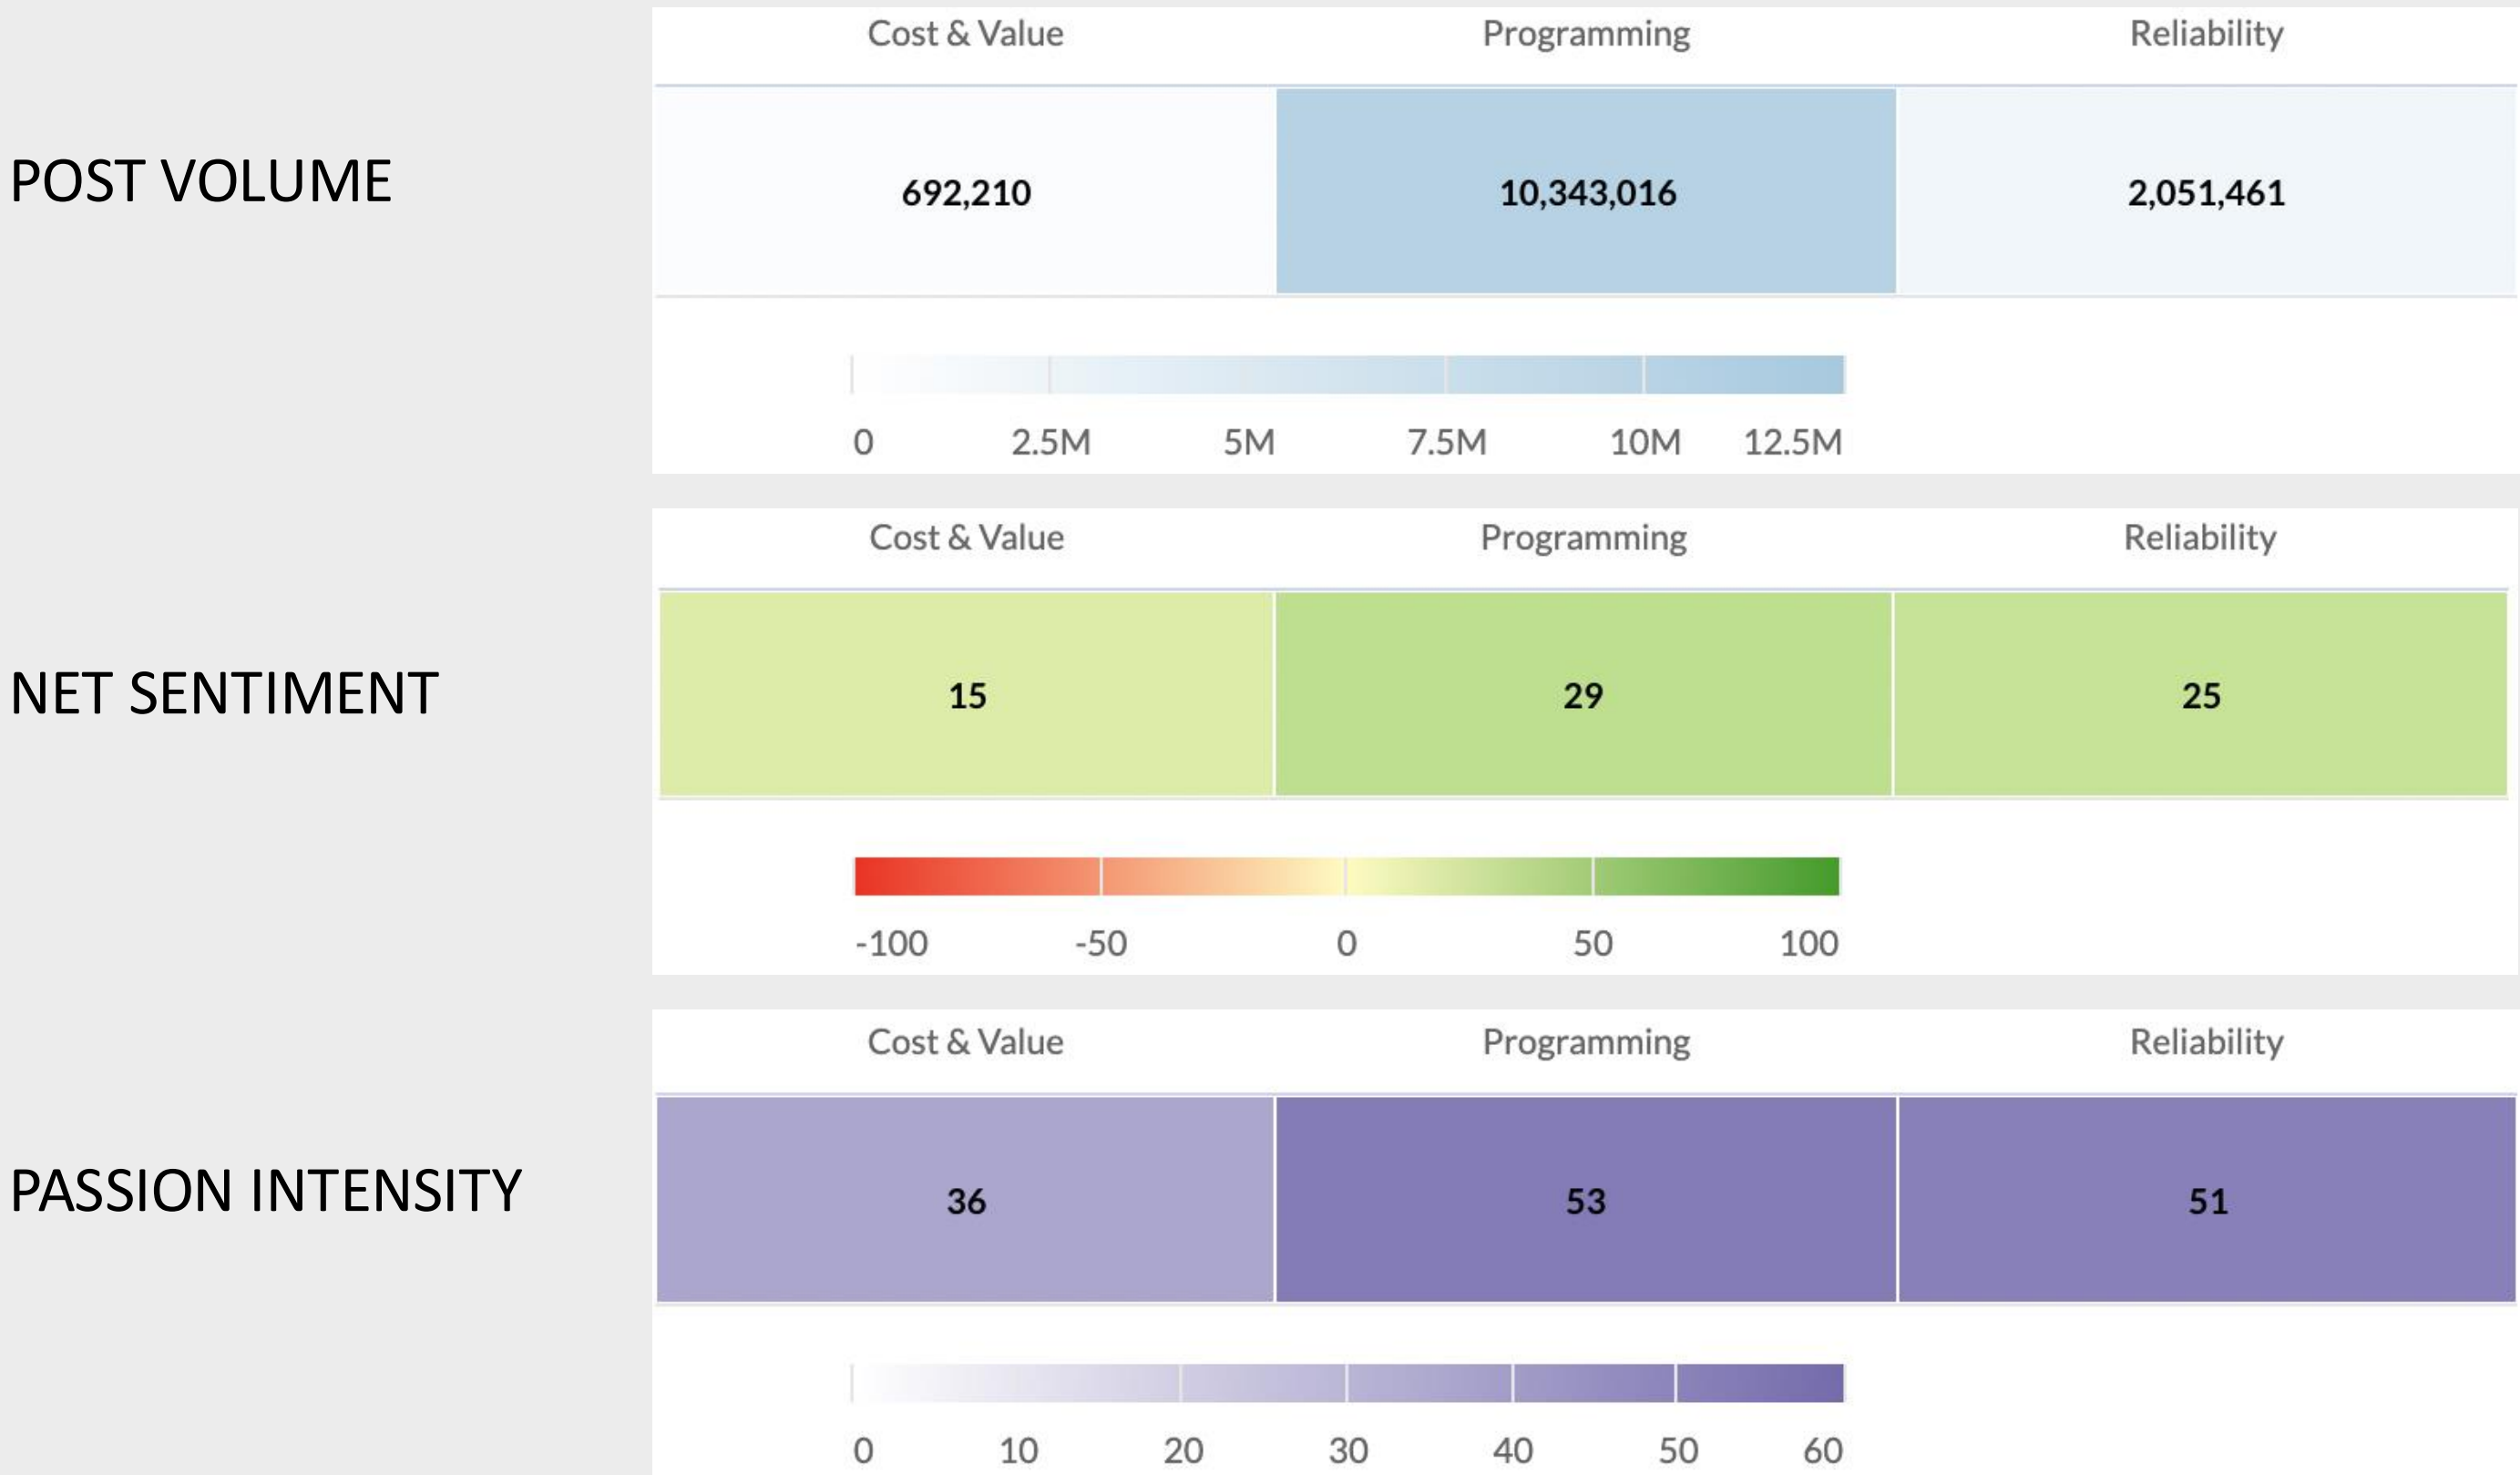 Cost & Value Programming Reliability
POST VOLUME
692,210 10,343,016 2,051,461
0 2.5M 5M 7.5M 10M 12.5M
Cost & Value Programming Reliability
NET SENTIMENT
15 29 25
-100 -50 0 50 100
Cost & Value Programming Reliability
PASSION INTENSITY
36 53 51
0 10 20 30 40 50 60